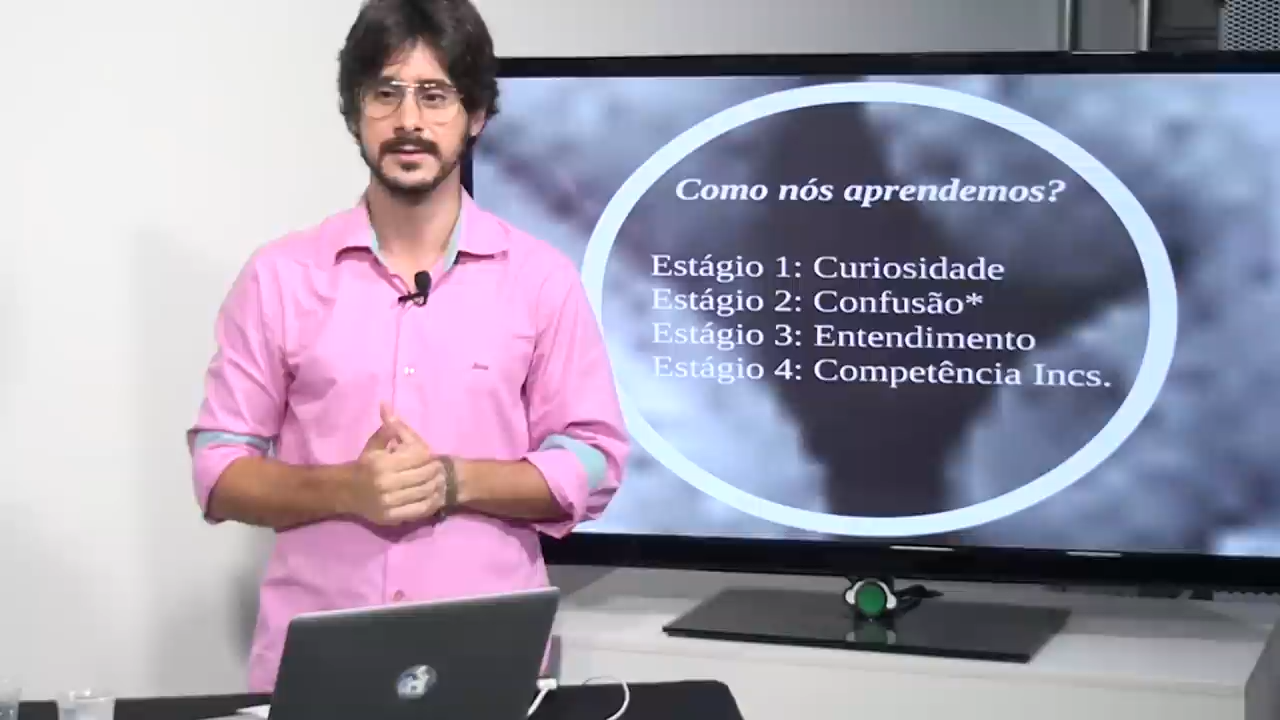 Como nós aprendemos?
Estágio 1: Curiosidade
Estágio 2: Confusão*
Estágio 3: Entendimento
Estágio 4: Competência Incs.